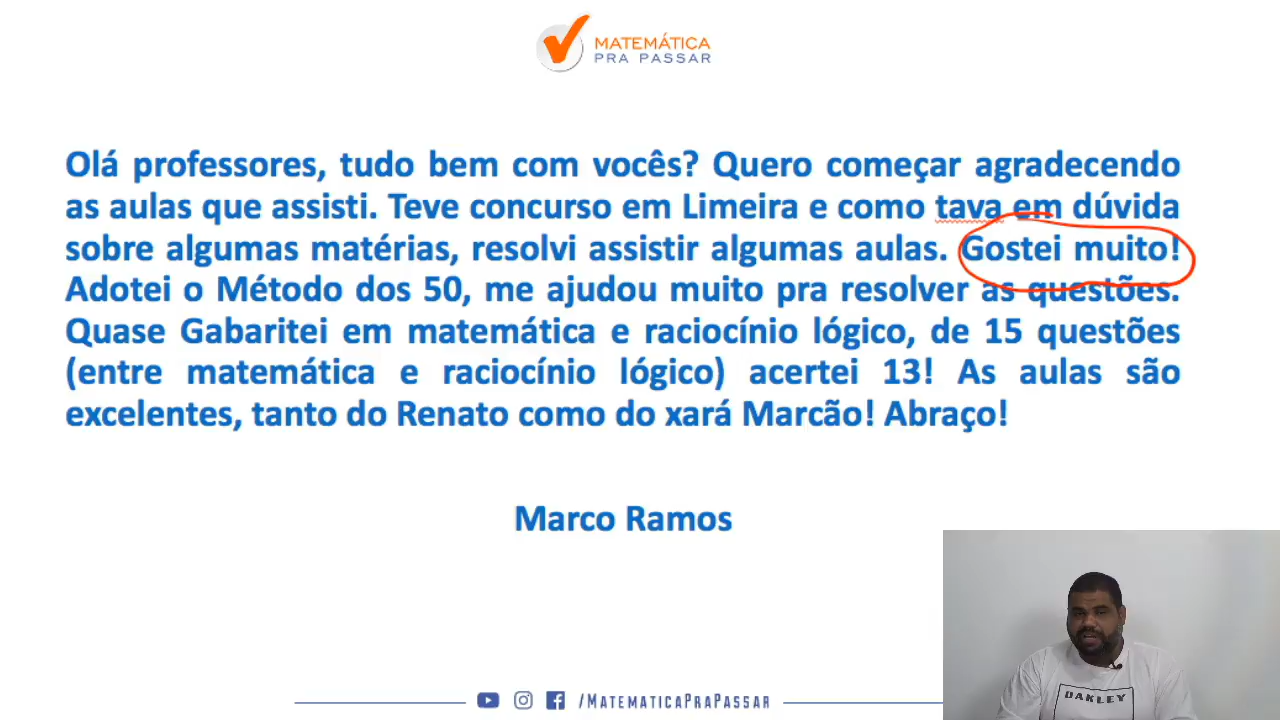 MATEMÁTICA
PRA PASSAR
Olá professores, tudo bem com vocês? Quero começar agradecendo
as aulas que assisti. Teve concurso em Limeira e como tava em dúvida
sobre algumas matérias, resolvi assistir algumas aulas. Gostei muito!
Adotei o Método dos 50, me ajudou muito pra resolver as questões.
Quase Gabaritei em matemática e raciocínio lógico, de 15 questões
(entre matemática e raciocínio lógico) acertei 13! As aulas são
excelentes, tanto do Renato como do xará Marcão! Abraço!
Marco Ramos
OAKLEY
/MATEMATICAPRAPASSAR